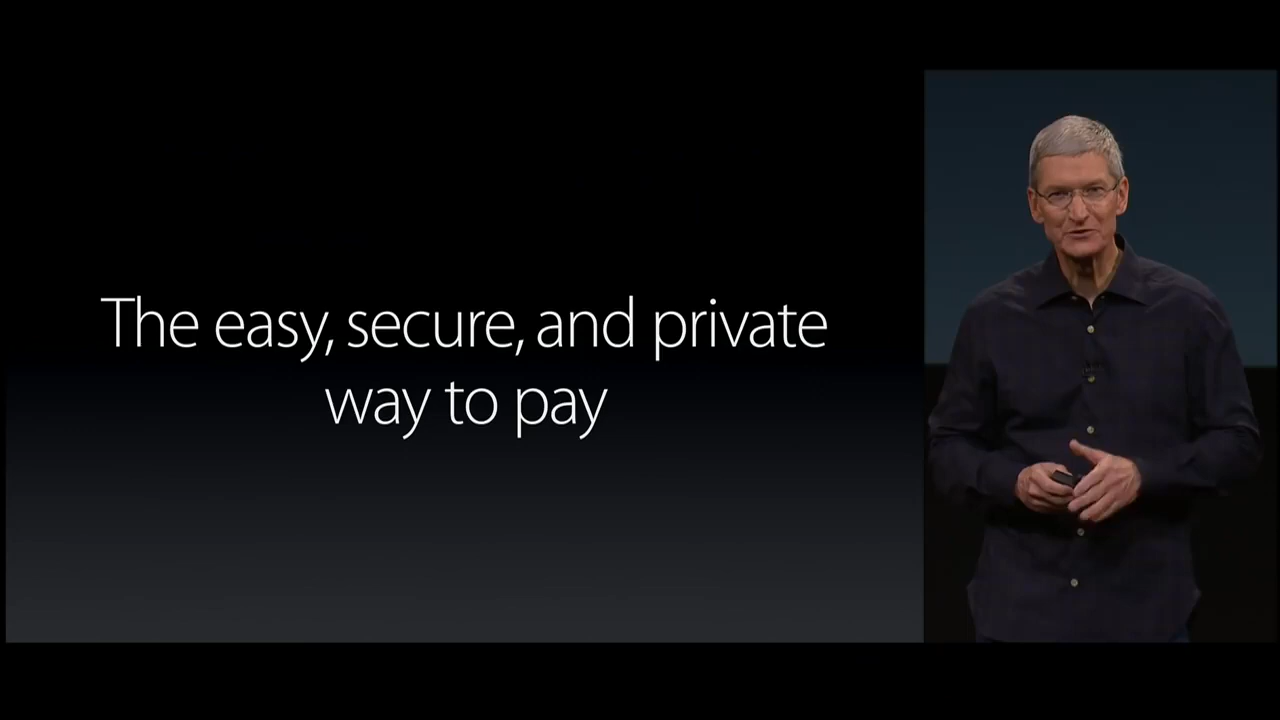 The easy, secure, and private
way to pay